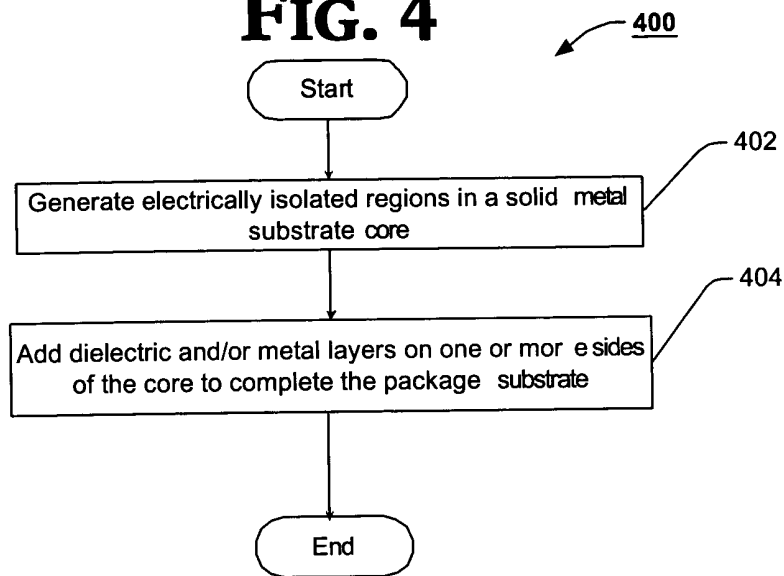 FIG. 4
400
Start
402
Generate electrically isolated regions in a solid metal
substrate core
404
Add dielectric and/or metal layers on one or mor e sides
of the core to complete the package substrate
End